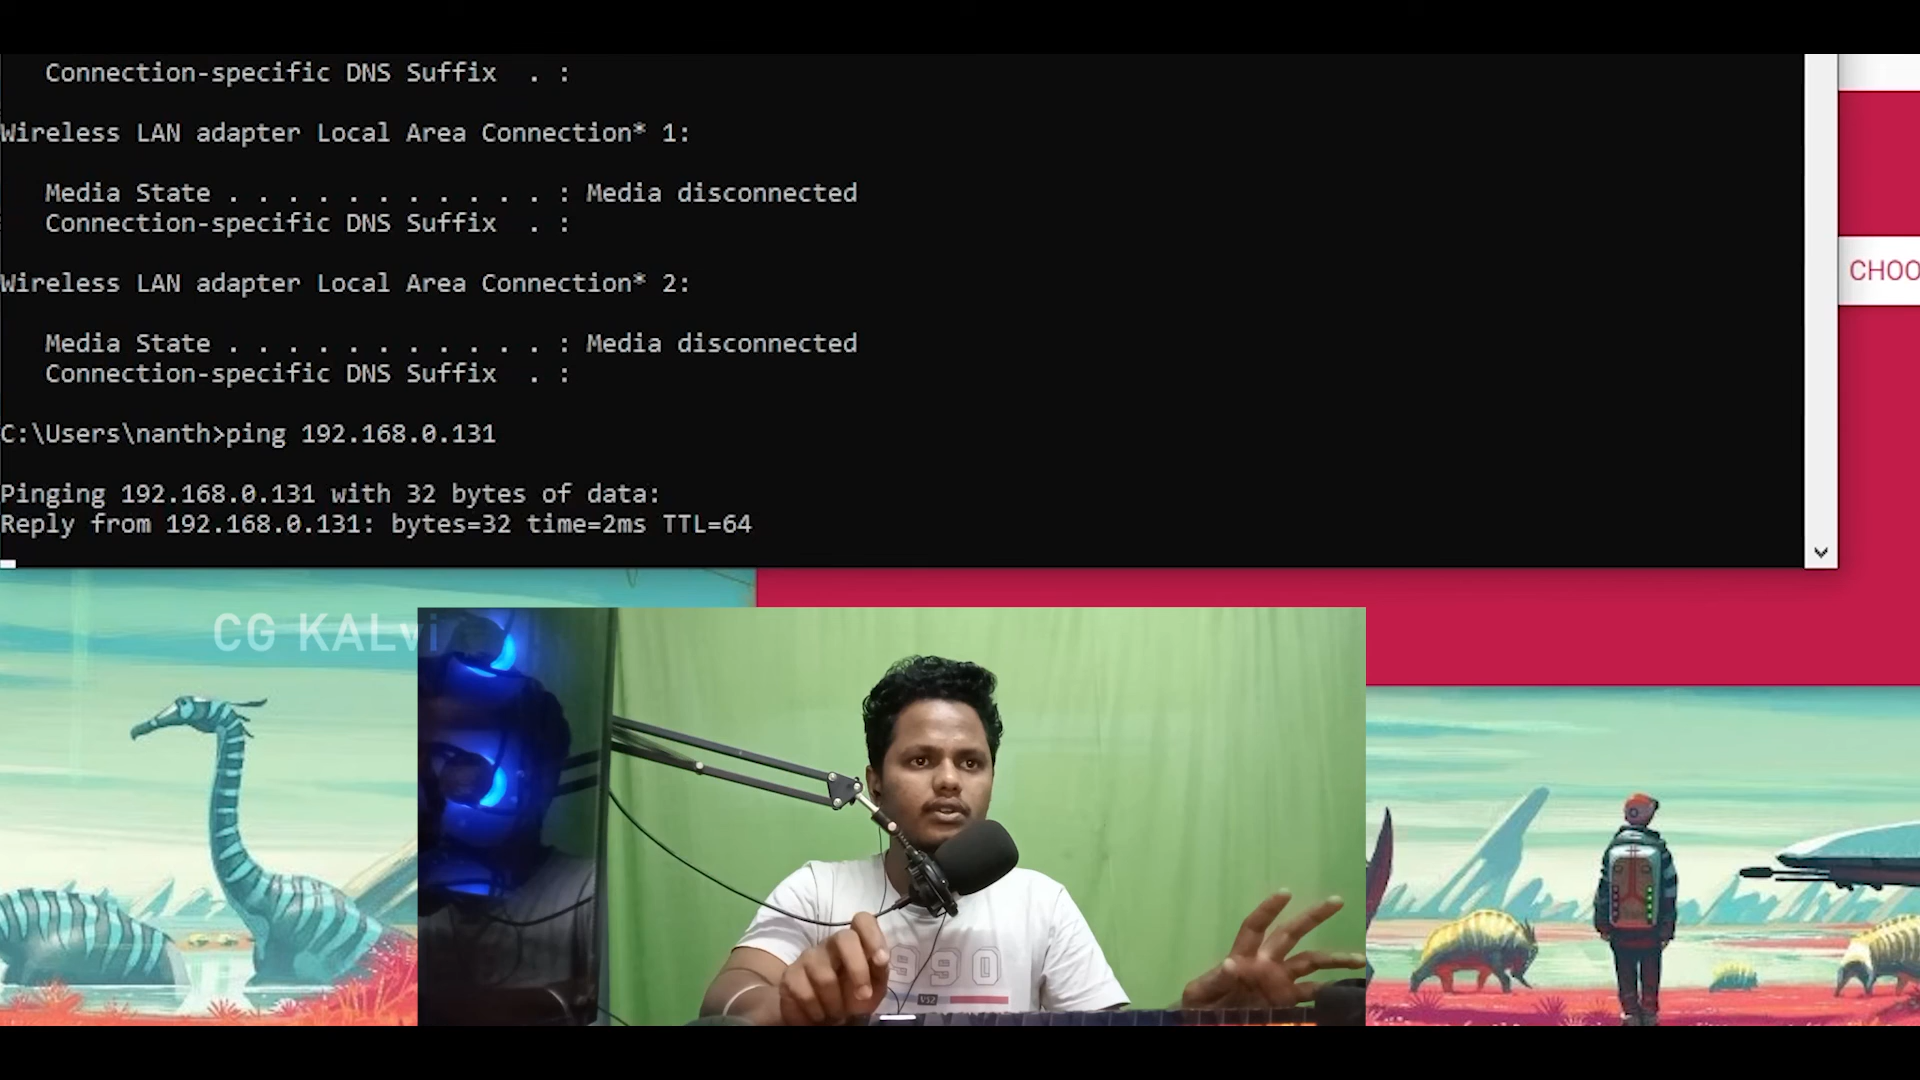 Connection-specific DNS Suffix  . :
Wireless LAN adapter Local Area Connection* 1:
Media State . . . . . . . . . . . : Media disconnected
Connection-specific DNS Suffix  . :
Wireless LAN adapter Local Area Connection* 2:
Media State . . . . . . . . . . . : Media disconnected
Connection-specific DNS Suffix  . :
C:\Users\nanth>ping 192.168.0.131
Pinging 192.168.0.131 with 32 bytes of data:
Reply from 192.168.0.131: bytes=32 time=2ms TTL=64
CHOO
CG KALvi
990
V52